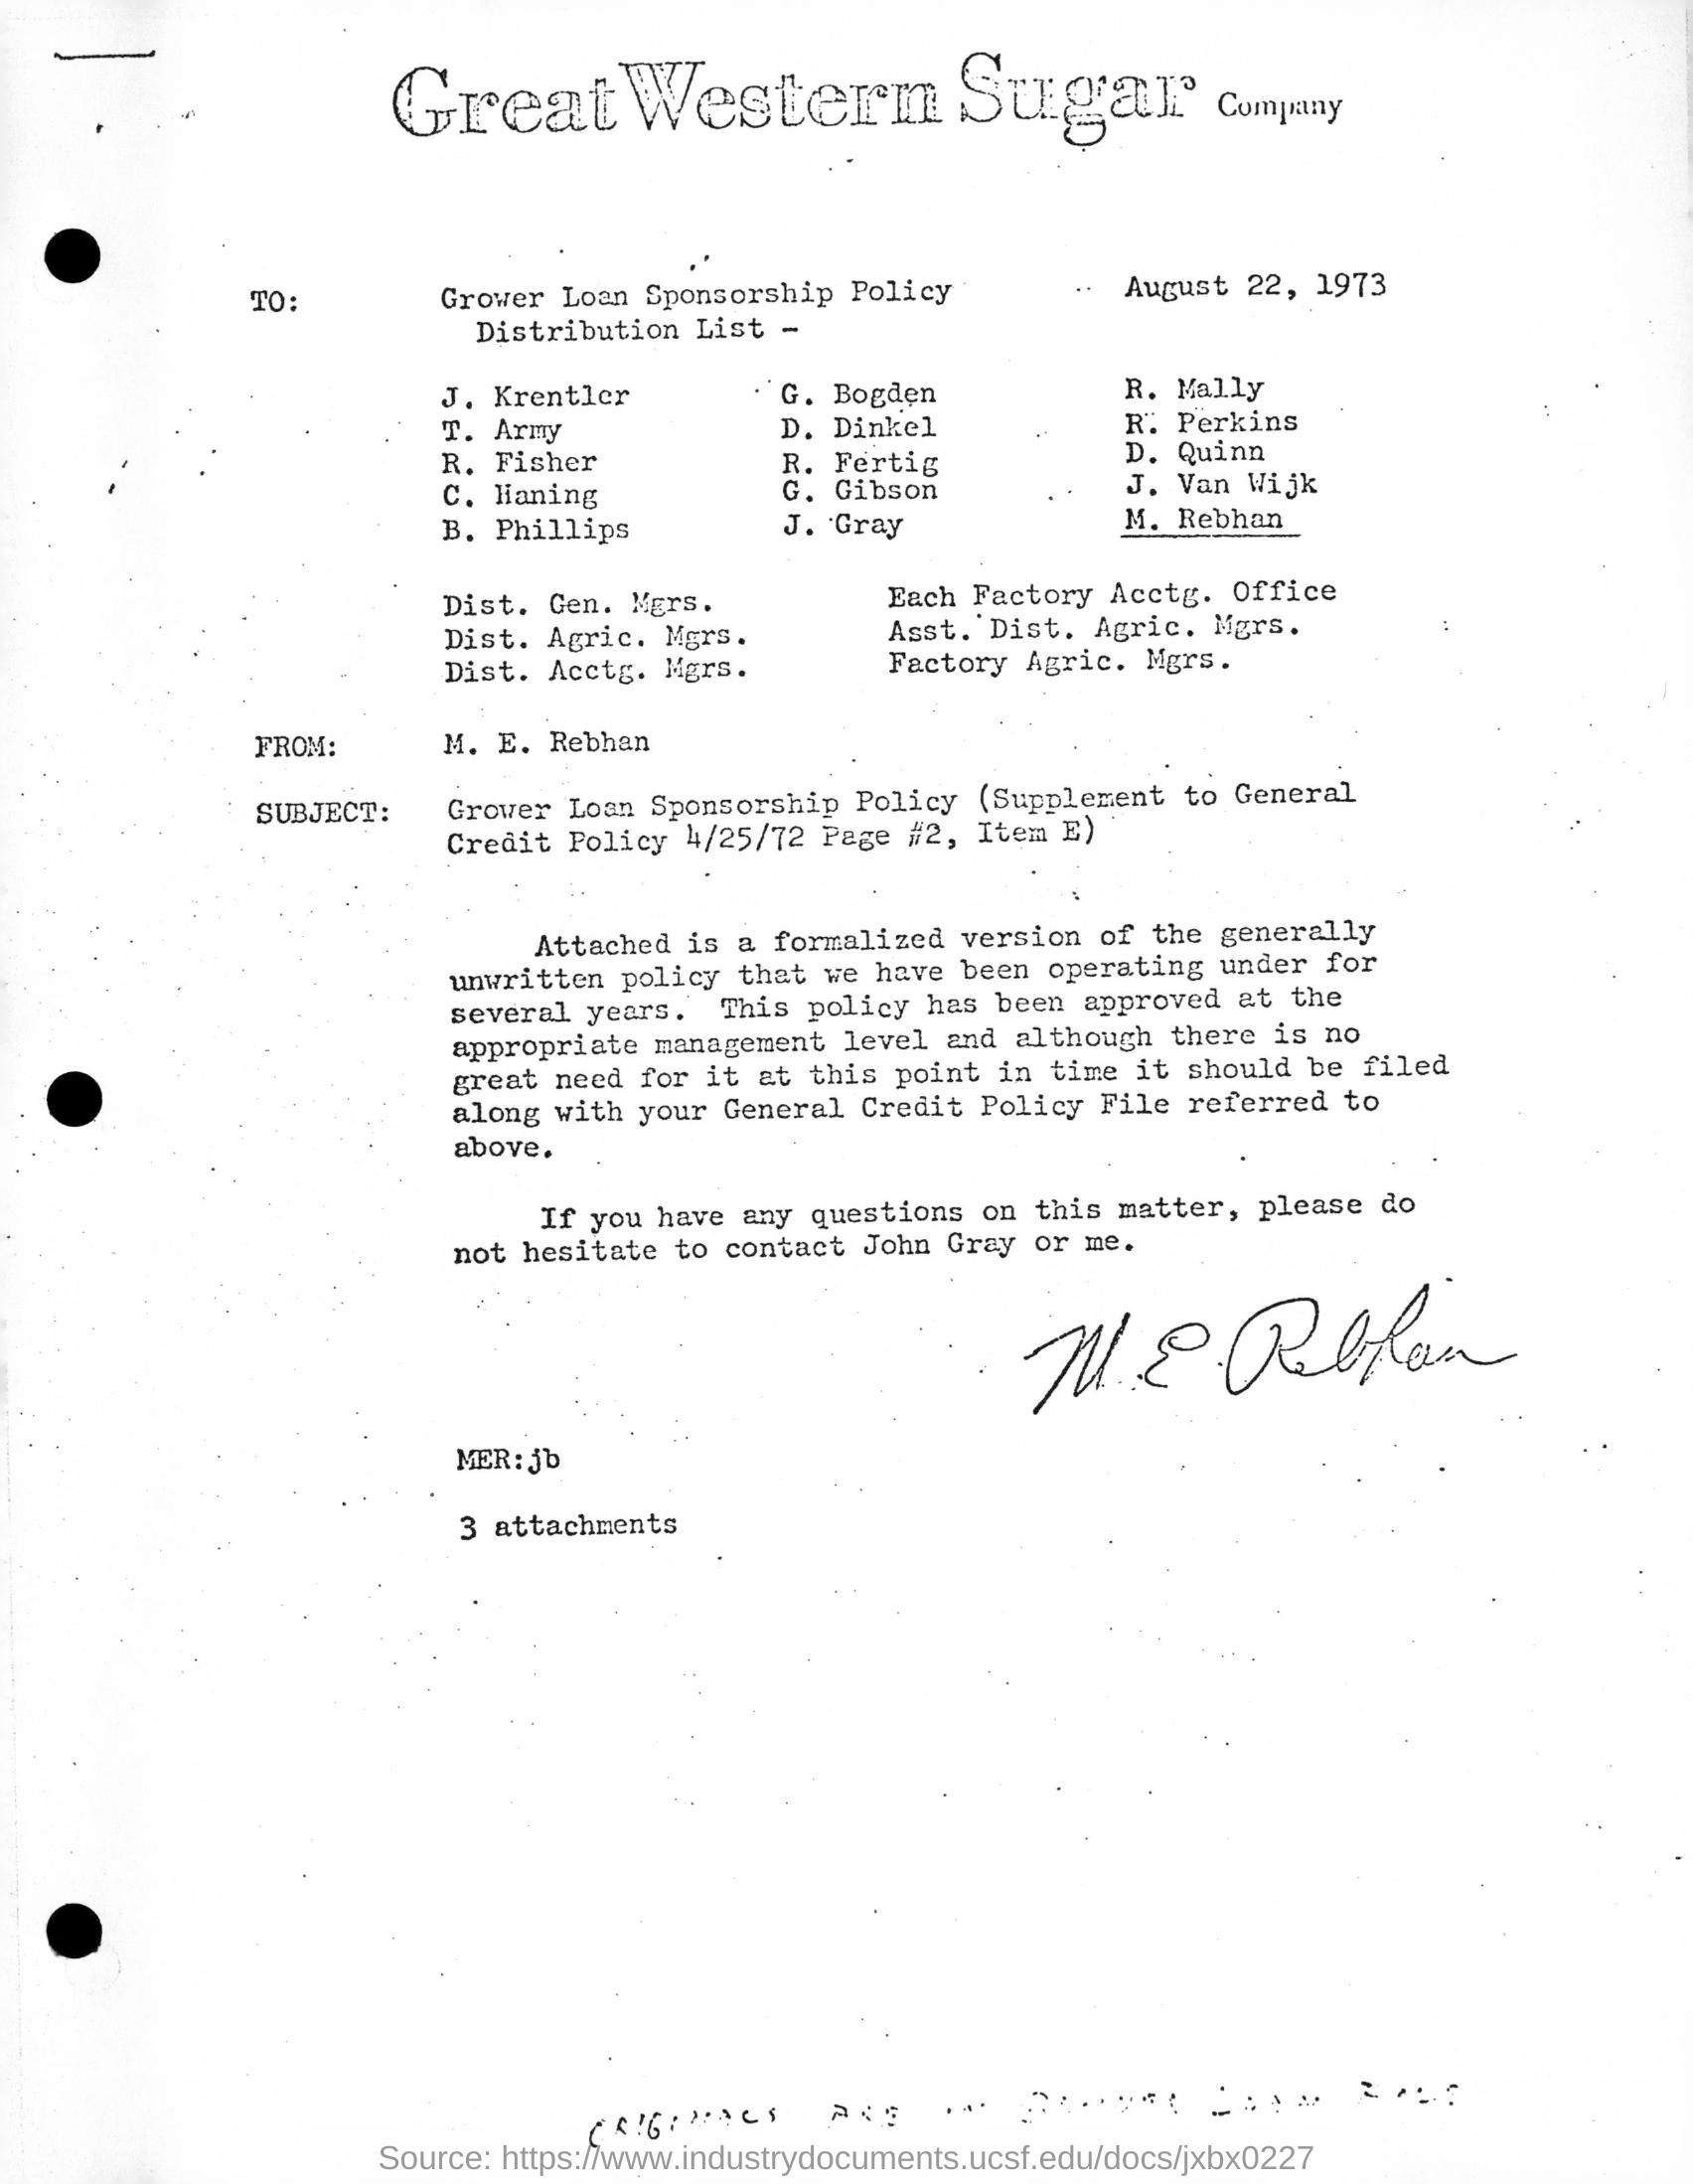 Great Western Sugar Company
TO: Grower Loan Sponsorship Policy August 22, 1973
Distribution List -
J. Krentler G. Bogden R. Mally
T. Army D. Dinkel R. Perkins
R. Fisher R. Fertig D. Quinn
C. Haning G. Gibson J. Van Wijk
B. Phillips J. Gray M. Rebhan
Dist. Gen. Mgrs. Each Factory Acctg. Office
Dist. Agric. Mgrs. Asst. Dist. Agric. Mgrs.
Dist. Acctg. Mgrs. Factory Agric. Mgrs.
FROM: M. E. Rebhan
SUBJECT: Grower Loan Sponsorship Policy (Supplement to General
Credit Policy 4/25/72 Page #2, Item E)
Attached is a formalized version of the generally
unwritten policy that we have been operating under for
several years. This policy has been approved at the
appropriate management level and although there is no
great need for it at this point in time it should be filed
along with your General Credit Policy File referred to
above.
If you have any questions on this matter, please do
not hesitate to contact John Gray or me.
M. E. Rebhan
MER:jb
3 attachments
ORIGINALS ARE
Source: https://www.industrydocuments.ucsf.edu/docs/jxbx0227